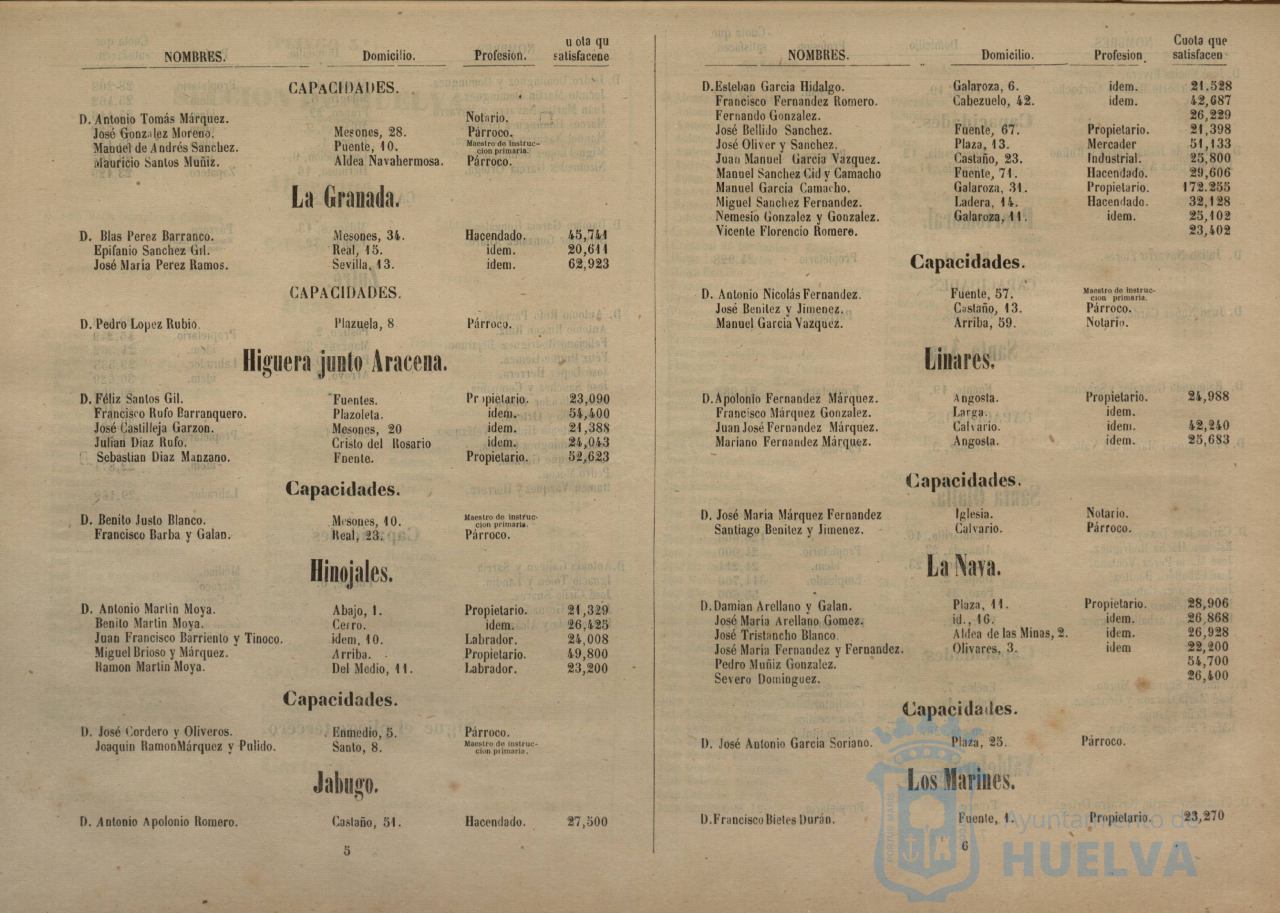 NOMBRES. Domicilio. Profesion. u ota qu satisfacene
CAPACIDADES.
D. Antonio Tomás Márquez. Notario.
José Gonzalez Moreno. Mesones, 28. Párroco.
Manuel de Andrés Sanchez. Puente, 10. Maestro de instruccion primaria.
Mauricio Santos Muñiz. Aldea Navahermosa. Párroco.
La Granada.
D. Blas Perez Barranco. Mesones, 34. Hacendado. 45,741
Epifanio Sanchez Gil. Real, 15. idem. 20,611
José María Perez Ramos. Sevilla, 13. idem. 62,923
CAPACIDADES.
D. Pedro Lopez Rubio. Plazuela, 8 Párroco.
Higuera junto Aracena.
D. Féliz Santos Gil. Fuentes. Propietario. 23,090
Francisco Rufo Barranquero. Plazoleta. idem. 54,400
José Castilleja Garzon. Mesones, 20 idem. 21,388
Julian Diaz Rufo. Cristo del Rosario idem. 24,043
Sebastian Diaz Manzano. Fuente. Propietario. 52,623
Capacidades.
D. Benito Justo Blanco. Mesones, 10. Maestro de instruccion primaria.
Francisco Barba y Galan. Real, 23. Párroco.
Hinojales.
D. Antonio Martin Moya. Abajo, 1. Propietario. 21,329
Benito Martin Moya. Cerro. idem. 26,425
Juan Francisco Barriento y Tinoco. idem, 10. Labrador. 24,008
Miguel Brioso y Márquez. Arriba. Propietario. 49,800
Ramon Martin Moya. Del Medio, 11. Labrador. 23,200
Capacidades.
D. José Cordero y Oliveros. Enmedio, 5. Párroco.
Joaquin Ramon Márquez y Pulido. Santo, 8. Maestro de instruccion primaria.
Jabugo.
D. Antonio Apolonio Romero. Castaño, 51. Hacendado. 27,500
5
NOMBRES. Domicilio. Profesion Cuota que satisfacen
D. Esteban Garcia Hidalgo. Galaroza, 6. idem. 21.528
Francisco Fernandez Romero. Cabezuelo, 42. idem. 42,687
Fernando Gonzalez. 26,229
José Bellido Sanchez. Fuente, 67. Propietario. 21,398
José Oliver y Sanchez. Plaza, 13. Mercader 51,133
Juan Manuel Garcia Vazquez. Castaño, 23. Industrial. 25,800
Manuel Sanchez Cid y Camacho Fuente, 71. Hacendado. 29,606
Manuel Garcia Camacho. Galaroza, 31. Propietario. 172.255
Miguel Sanchez Fernandez. Ladera, 14. Hacendado. 32,128
Nemesio Gonzalez y Gonzalez. Galaroza, 11. idem. 25,102
Vicente Florencio Romero. 23,402
Capacidades.
D. Antonio Nicolás Fernandez. Fuente, 57. Maestro de instruccion primaria.
José Benitez y Jimenez. Castaño, 13. Párroco.
Manuel Garcia Vazquez. Arriba, 59. Notario.
Linares.
D. Apolonio Fernandez Márquez. Angosta. Propietario. 24,988
Francisco Márquez Gonzalez. Larga. idem.
Juan José Fernandez Márquez. Calvario. idem. 42,240
Mariano Fernandez Márquez. Angosta. idem. 25,683
Capacidades.
D. José Maria Márquez Fernandez Iglesia. Notario.
Santiago Benitez y Jimenez. Calvario. Párroco.
La Nava.
D. Damian Arellano y Galan. Plaza, 11. Propietario. 28,906
José Maria Arellano Gomez. id., 16. idem. 26,868
José Tristancho Blanco. Aldea de las Minas, 2. idem. 26,928
José Maria Fernandez y Fernandez. Olivares, 3. idem 22,200
Pedro Muñiz Gonzalez. 54,700
Severo Dominguez. 26,400
Capacidades.
D. José Antonio Garcia Soriano. Plaza, 25. Párroco.
Los Marines.
D. Francisco Bietes Durán. Fuente, 1. Propietario. 23,270
6
Ayuntamiento de
HUELVA